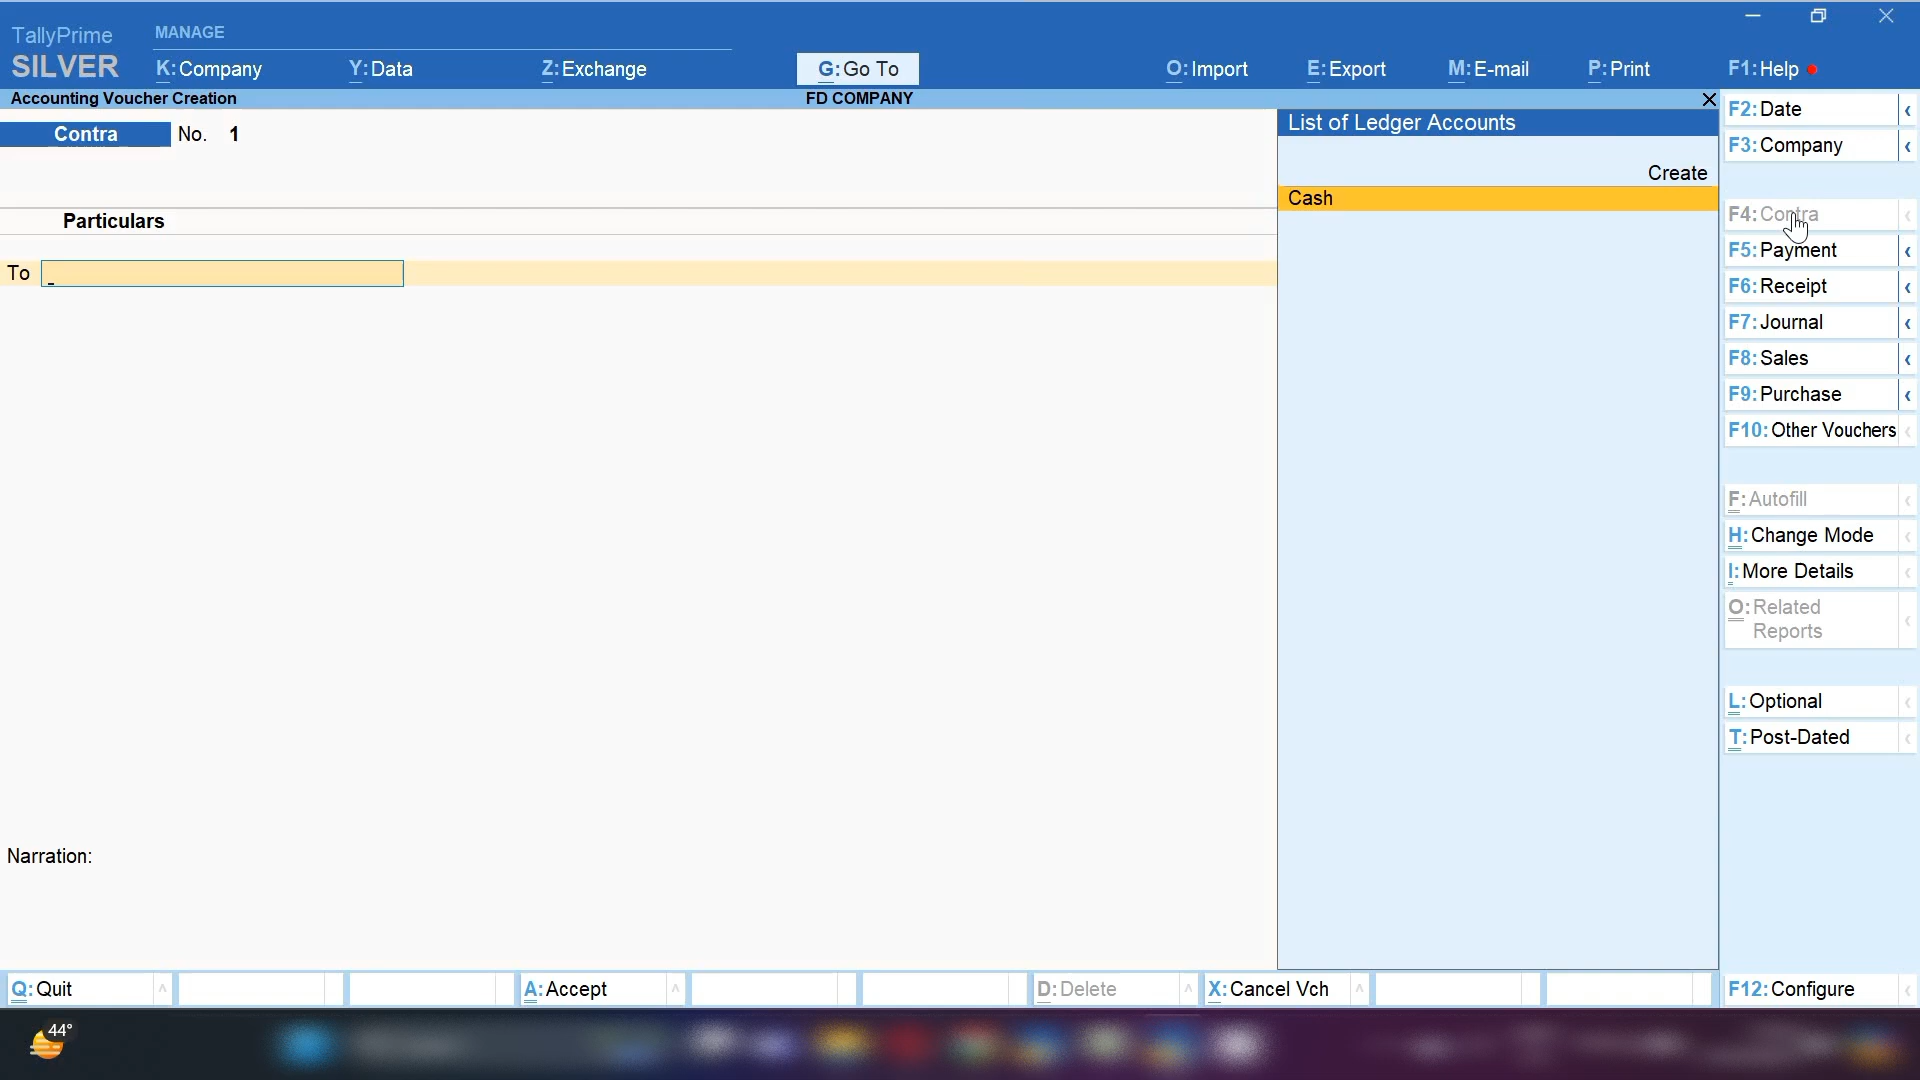 TallyPrime
SILVER
MANAGE
K:Company
Y:Data
Z:Exchange
G:Go To
O:Import
E:Export
M:E-mail
P:Print
F1:Help
Accounting Voucher Creation
FD COMPANY
Contra
No. 1
Particulars
To
Narration:
List of Ledger Accounts
Create
Cash
F2:Date
F3:Company
F4:Contra
F5:Payment
F6:Receipt
F7:Journal
F8:Sales
F9:Purchase
F10:Other Vouchers
F:Autofill
H:Change Mode
I:More Details
O:Related
Reports
L:Optional
T:Post-Dated
Q:Quit
A:Accept
D:Delete
X:Cancel Vch
F12:Configure
44°